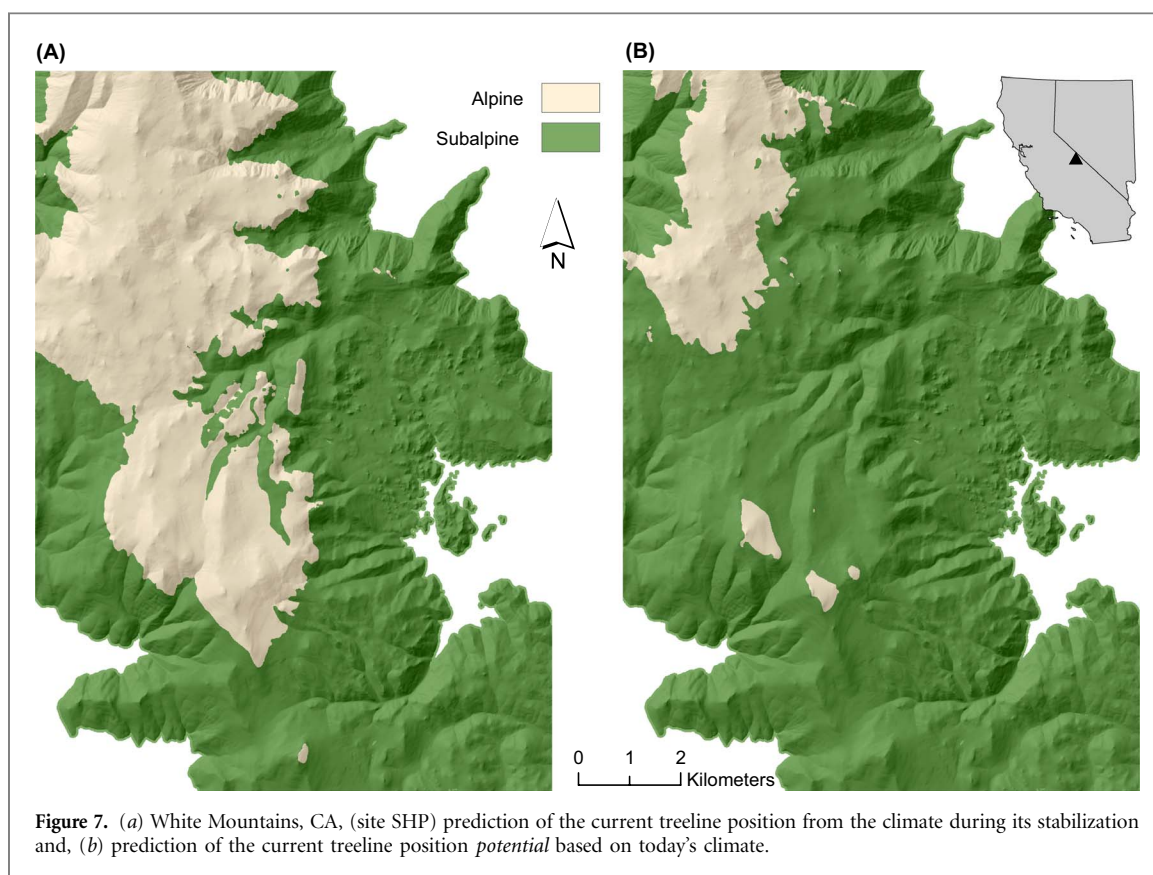 (A)
(B)
Alpine
Subalpine
N
0 1 2
Kilometers
Figure 7. (a) White Mountains, CA, (site SHP) prediction of the current treeline position from the climate during its stabilization
and, (b) prediction of the current treeline position potential based on today's climate.